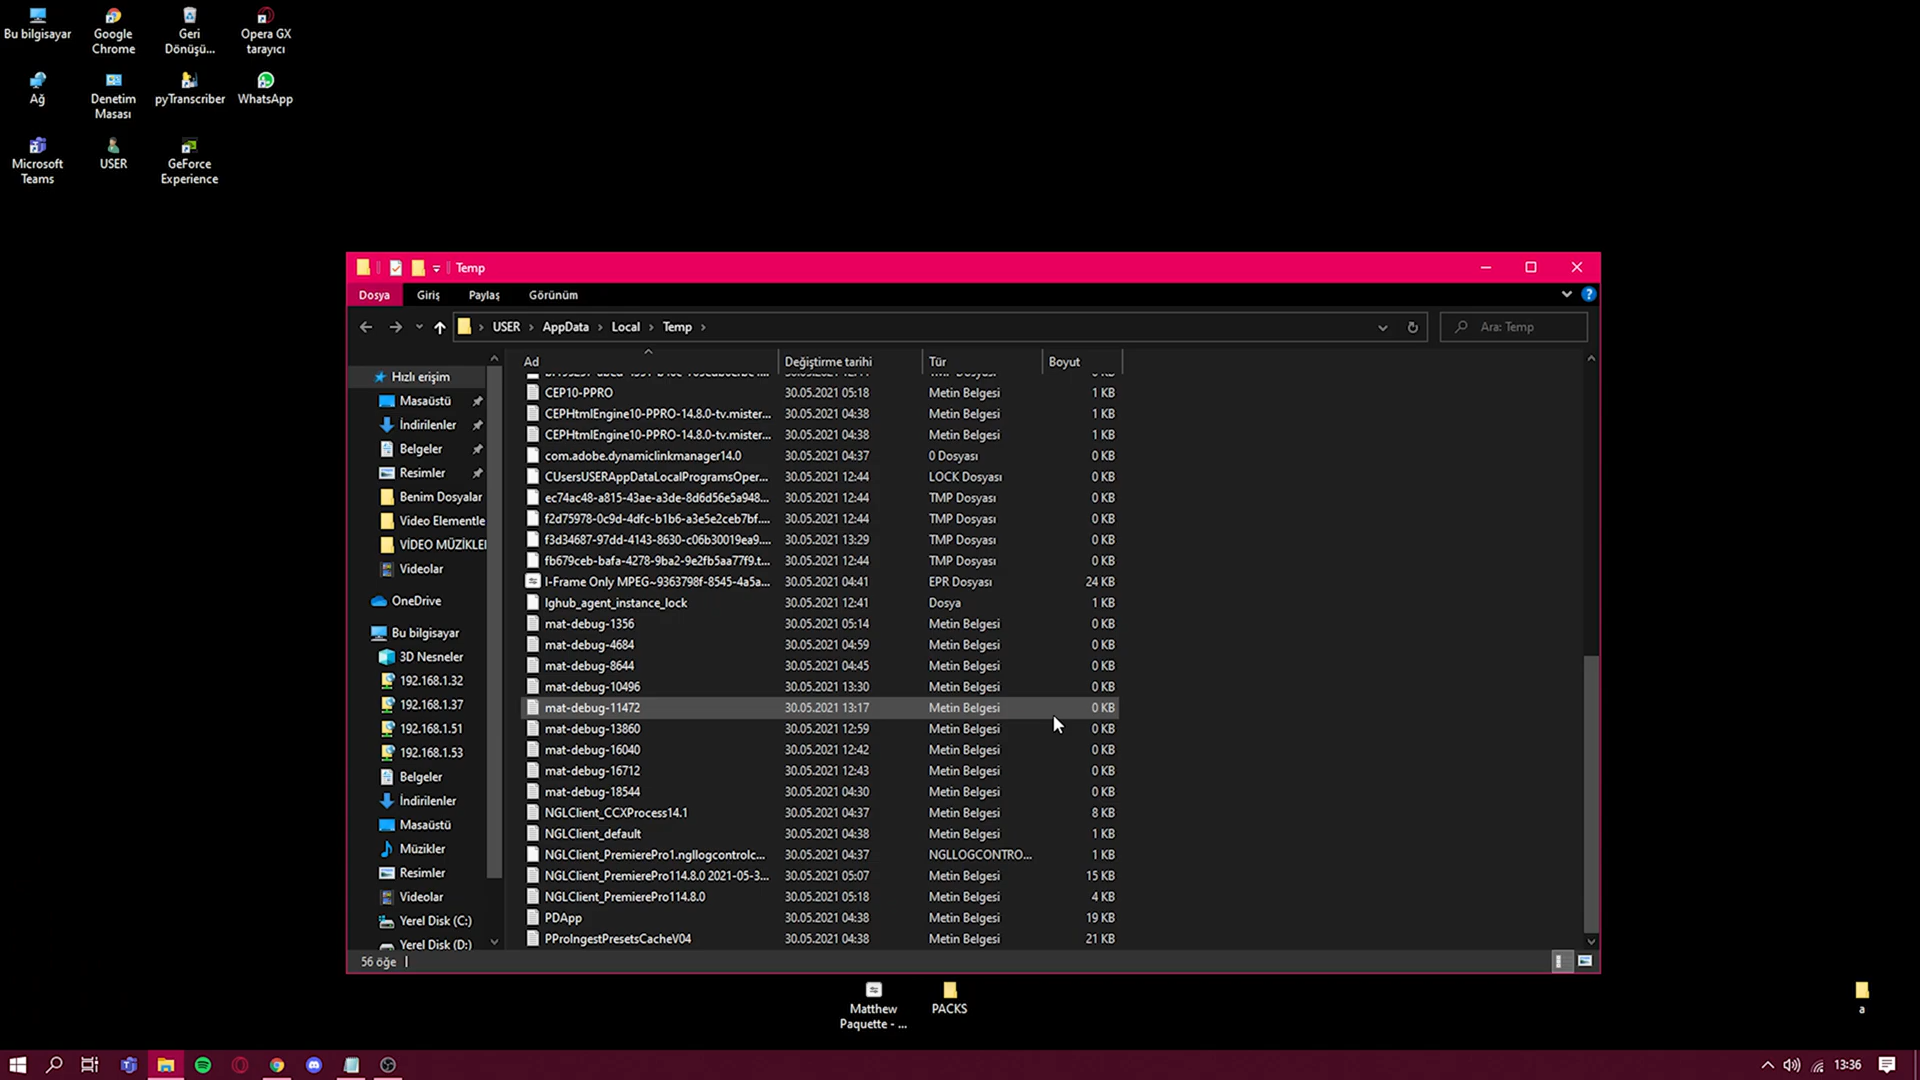 Bu bilgisayar
Google
Chrome
Geri
Dönüşü...
Opera GX
tarayıcı
Ağ
Denetim
Masası
pyTranscriber
WhatsApp
Microsoft
Teams
USER
GeForce
Experience
Temp
Dosya
Giriş
Paylaş
Görünüm
USER
AppData
Local
Temp
Ara: Temp
Ad
Değiştirme tarihi
Tür
Boyut
Hızlı erişim
Masaüstü
İndirilenler
Belgeler
Resimler
Benim Dosyalar
Video Elementle
VİDEO MÜZİKLE
Videolar
OneDrive
Bu bilgisayar
3D Nesneler
192.168.1.32
192.168.1.37
192.168.1.51
192.168.1.53
Belgeler
İndirilenler
Masaüstü
Müzikler
Resimler
Videolar
Yerel Disk (C:)
Yerel Disk (D:)
CEP10-PPRO 30.05.2021 05:18 Metin Belgesi 1 KB
CEPHtmlEngine10-PPRO-14.8.0-tv.mister... 30.05.2021 04:38 Metin Belgesi 1 KB
CEPHtmlEngine10-PPRO-14.8.0-tv.mister... 30.05.2021 04:38 Metin Belgesi 1 KB
com.adobe.dynamiclinkmanager14.0 30.05.2021 04:37 0 Dosyası 0 KB
CUsersUSERAppDataLocalProgramsOper... 30.05.2021 12:44 LOCK Dosyası 0 KB
ec74ac48-a815-43ae-a3de-8d6d56e5a948... 30.05.2021 12:44 TMP Dosyası 0 KB
f2d75978-0c9d-4dfc-b1b6-a3e5e2ceb7bf.... 30.05.2021 12:44 TMP Dosyası 0 KB
f3d34687-97dd-4143-8630-c06b30019ea9.... 30.05.2021 13:29 TMP Dosyası 0 KB
fb679ceb-bafa-4278-9ba2-9e2fb5aa77f9.t... 30.05.2021 12:44 TMP Dosyası 0 KB
I-Frame Only MPEG~9363798f-8545-4a5a... 30.05.2021 04:41 EPR Dosyası 24 KB
lghub_agent_instance_lock 30.05.2021 12:41 Dosya 1 KB
mat-debug-1356 30.05.2021 05:14 Metin Belgesi 0 KB
mat-debug-4684 30.05.2021 04:59 Metin Belgesi 0 KB
mat-debug-8644 30.05.2021 04:45 Metin Belgesi 0 KB
mat-debug-10496 30.05.2021 13:30 Metin Belgesi 0 KB
mat-debug-11472 30.05.2021 13:17 Metin Belgesi 0 KB
mat-debug-13860 30.05.2021 12:59 Metin Belgesi 0 KB
mat-debug-16040 30.05.2021 12:42 Metin Belgesi 0 KB
mat-debug-16712 30.05.2021 12:43 Metin Belgesi 0 KB
mat-debug-18544 30.05.2021 04:30 Metin Belgesi 0 KB
NGLClient_CCXProcess14.1 30.05.2021 04:37 Metin Belgesi 8 KB
NGLClient_default 30.05.2021 04:38 Metin Belgesi 1 KB
NGLClient_PremierePro1.ngllogcontrolc... 30.05.2021 04:37 NGLLOGCONTRO... 1 KB
NGLClient_PremierePro114.8.0 2021-05-3... 30.05.2021 05:07 Metin Belgesi 15 KB
NGLClient_PremierePro114.8.0 30.05.2021 05:18 Metin Belgesi 4 KB
PDApp 30.05.2021 04:38 Metin Belgesi 19 KB
PProIngestPresetsCacheV04 30.05.2021 04:38 Metin Belgesi 21 KB
56 öğe
Matthew
Paquette - ...
PACKS
a
13:36